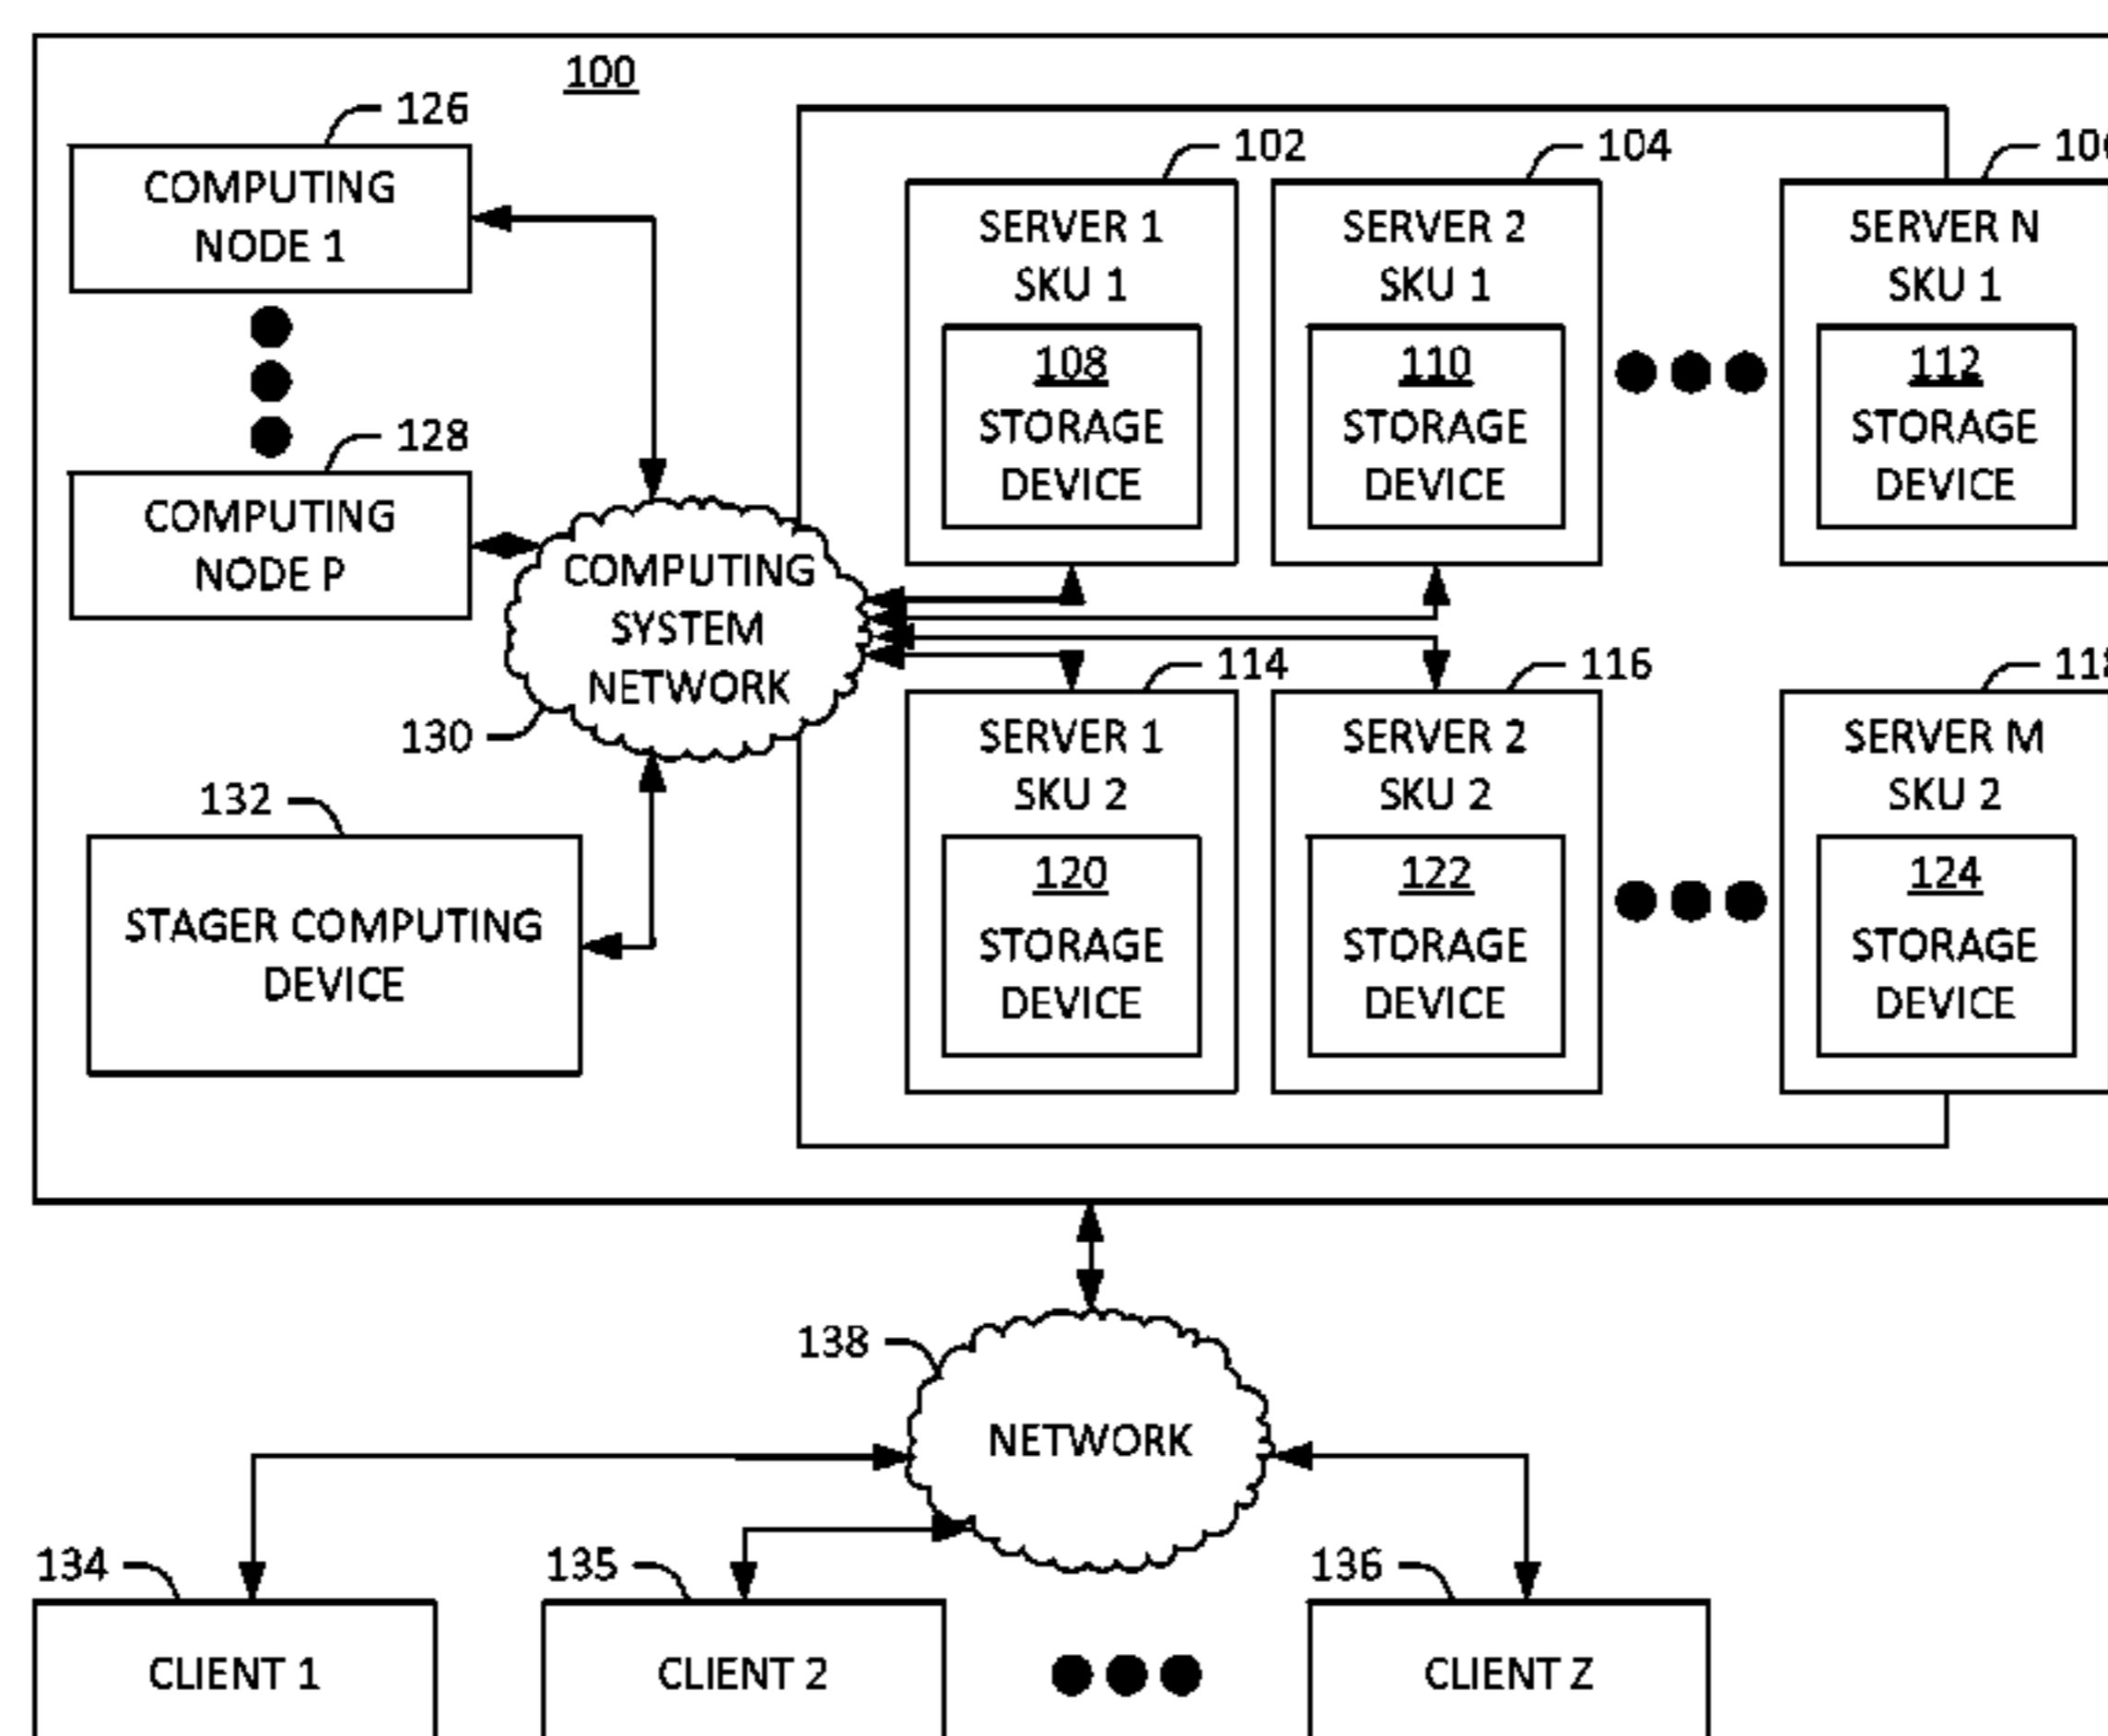 100
126
COMPUTING
NODE 1
128
COMPUTING
NODE P
COMPUTING
SYSTEM
NETWORK
130
132
STAGER COMPUTING
DEVICE
102
SERVER 1
SKU 1
108
STORAGE
DEVICE
104
SERVER 2
SKU 1
110
STORAGE
DEVICE
SERVER N
SKU 1
112
STORAGE
DEVICE
114
SERVER 1
SKU 2
120
STORAGE
DEVICE
116
SERVER 2
SKU 2
122
STORAGE
DEVICE
SERVER M
SKU 2
124
STORAGE
DEVICE
138
NETWORK
134
CLIENT 1
135
CLIENT 2
136
CLIENT Z